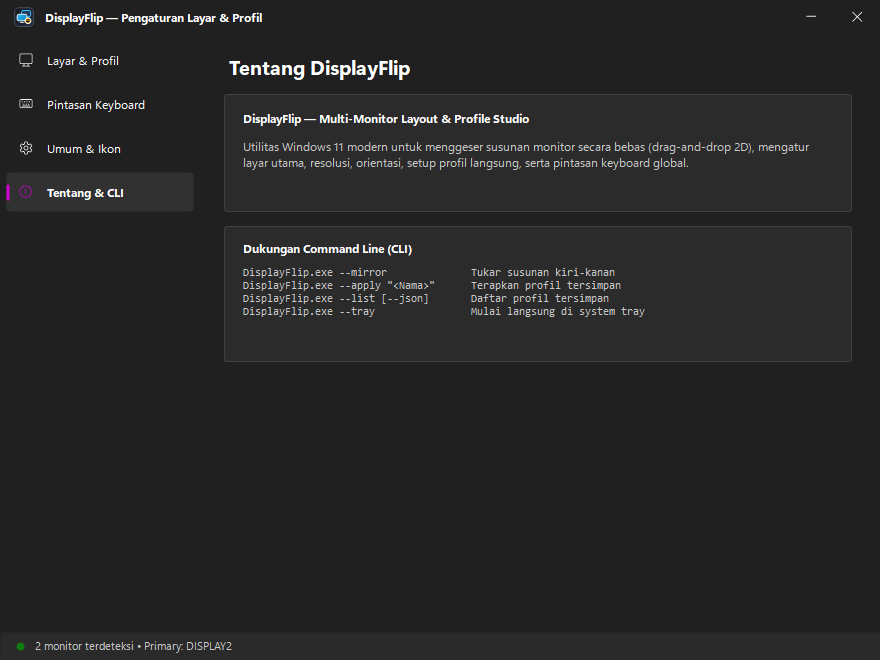 DisplayFlip — Pengaturan Layar & Profil
Layar & Profil
Pintasan Keyboard
Umum & Ikon
Tentang & CLI
Tentang DisplayFlip
DisplayFlip — Multi-Monitor Layout & Profile Studio
Utilitas Windows 11 modern untuk menggeser susunan monitor secara bebas (drag-and-drop 2D), mengatur
layar utama, resolusi, orientasi, setup profil langsung, serta pintasan keyboard global.
Dukungan Command Line (CLI)
DisplayFlip.exe --mirror Tukar susunan kiri-kanan
DisplayFlip.exe --apply "<Nama>" Terapkan profil tersimpan
DisplayFlip.exe --list [--json] Daftar profil tersimpan
DisplayFlip.exe --tray Mulai langsung di system tray
2 monitor terdeteksi • Primary: DISPLAY2